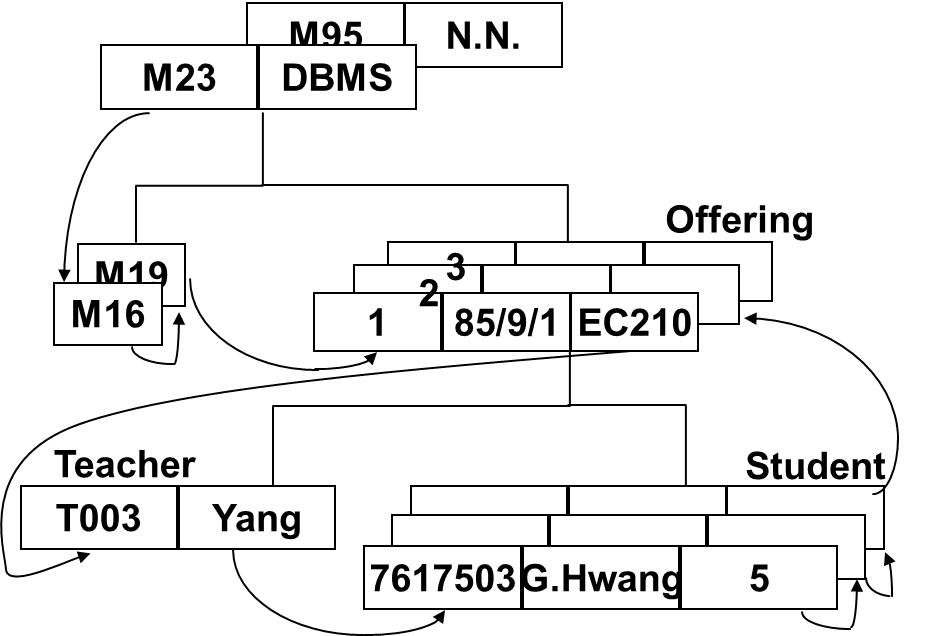 M95 N.N.
M23 DBMS
Offering
M19
3
2
M16
1 85/9/1 EC210
Teacher
Student
T003 Yang
7617503 G.Hwang 5